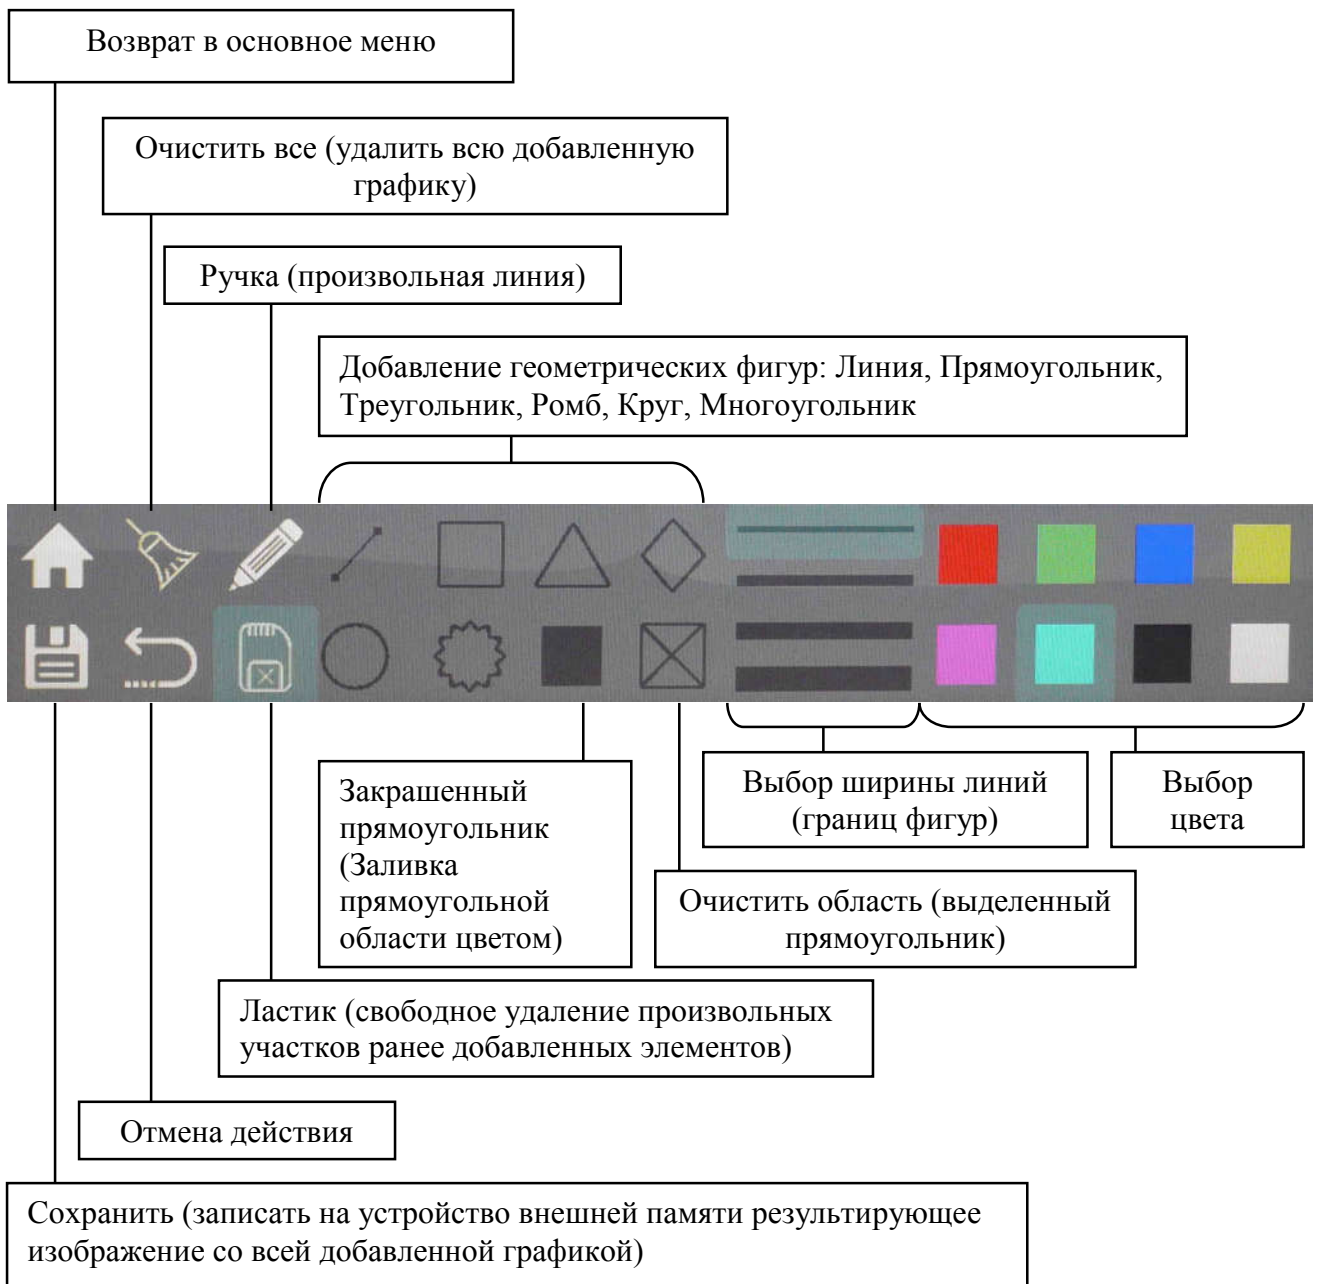 Возврат в основное меню
Очистить все (удалить всю добавленную
графику)
Ручка (произвольная линия)
Добавление геометрических фигур: Линия, Прямоугольник,
Треугольник, Ромб, Круг, Многоугольник
Закрашенный
прямоугольник
(Заливка
прямоугольной
области цветом)
Выбор ширины линий
(границ фигур)
Выбор
цвета
Очистить область (выделенный
прямоугольник)
Ластик (свободное удаление произвольных
участков ранее добавленных элементов)
Отмена действия
Сохранить (записать на устройство внешней памяти результирующее
изображение со всей добавленной графикой)